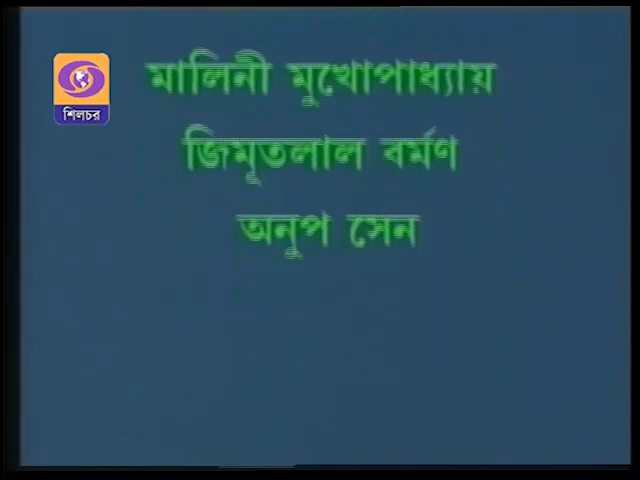 মালিনী মুখোপাধ্যায়
শিলচর
জিমূতলাল বর্মণ
অনুপ সেন